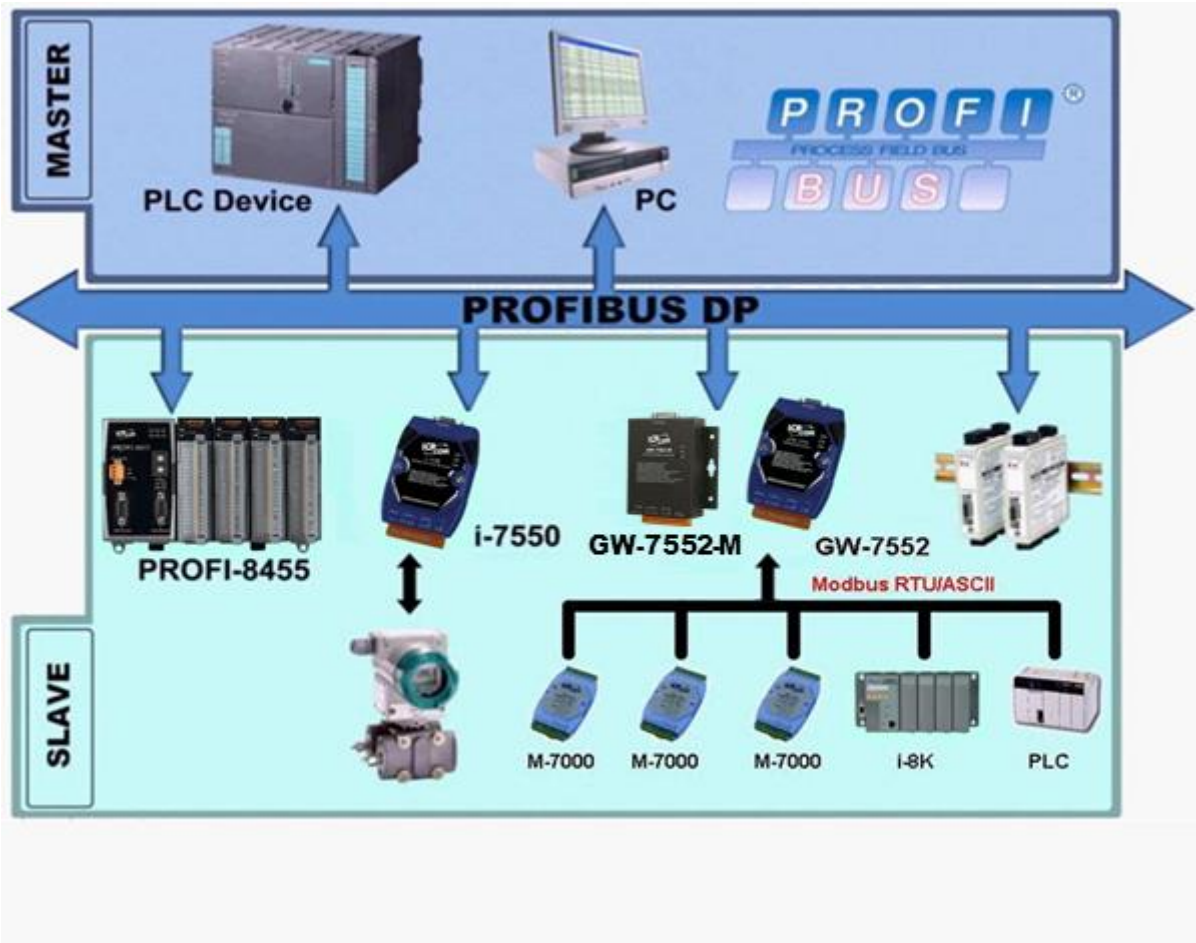 MASTER
PLC Device
PC
PROFI ®
PROCESS FIELD BUS
BUS
PROFIBUS DP
PROFI-8455
i-7550
GW-7552-M
GW-7552
Modbus RTU/ASCII
SLAVE
M-7000
M-7000
M-7000
i-8K
PLC